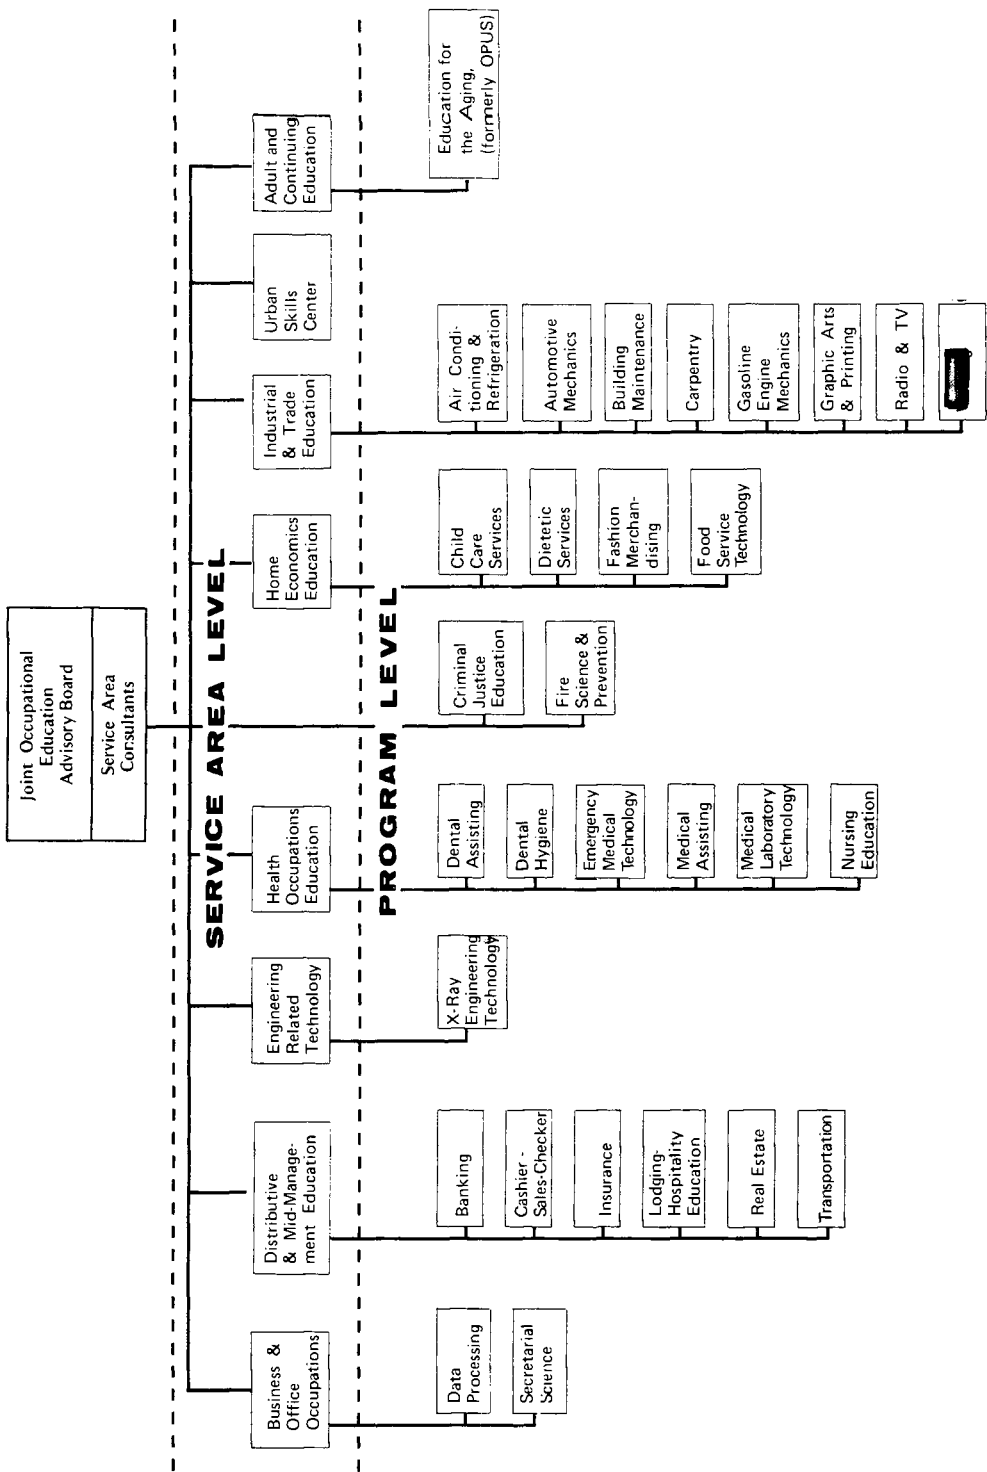 Joint Occupational
Education
Advisory Board
Service Area
Consultants
SERVICE AREA LEVEL
Business &
Office
Occupations
Distributive
& Mid-Manage-
ment Education
Engineering
Related
Technology
Health
Occupations
Education
Home
Economics
Education
Industrial
& Trade
Education
Urban
Skills
Center
Adult and
Continuing
Education
PROGRAM LEVEL
Data
Processing
Secretarial
Science
Banking
Cashier -
Sales-Checker
Insurance
Lodging-
Hospitality
Education
Real Estate
Transportation
X-Ray
Engineering
Technology
Dental
Assisting
Dental
Hygiene
Emergency
Medical
Technology
Medical
Assisting
Medical
Laboratory
Technology
Nursing
Education
Criminal
Justice
Education
Fire
Science &
Prevention
Child
Care
Services
Dietetic
Services
Fashion
Merchan-
dising
Food
Service
Technology
Air Condi-
tioning &
Refrigeration
Automotive
Mechanics
Building
Maintenance
Carpentry
Gasoline
Engine
Mechanics
Graphic Arts
& Printing
Radio & TV
Education for
the Aging,
(formerly OPUS)